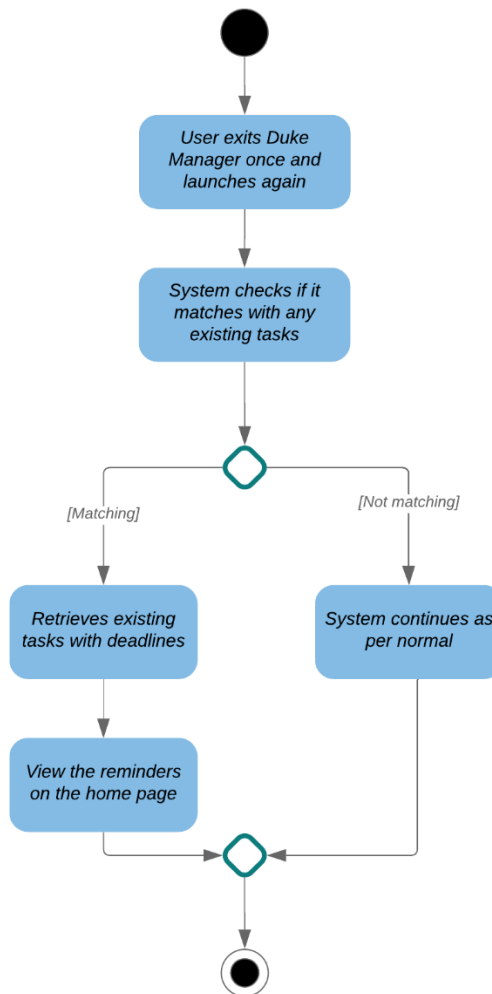 User exits Duke
Manager once and
launches again
System checks if it
matches with any
existing tasks
[Matching]
[Not matching]
Retrieves existing
tasks with deadlines
System continues as
per normal
View the reminders
on the home page